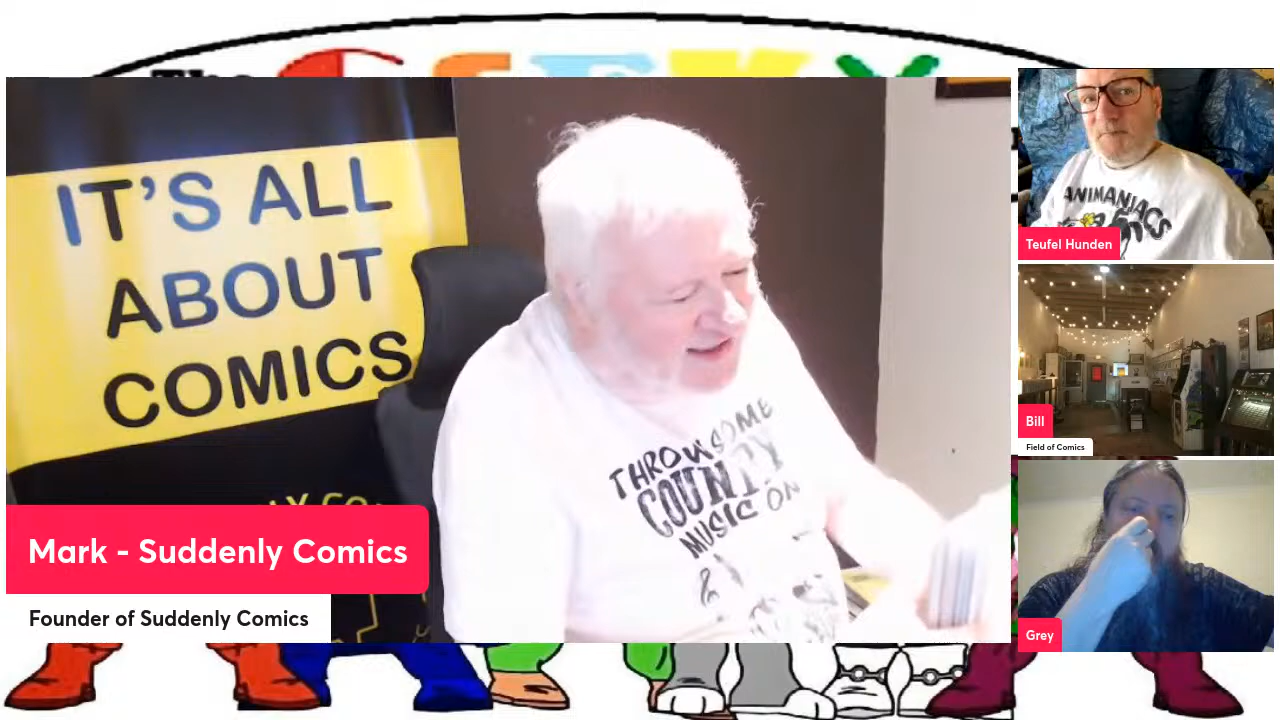 The
IT'S ALL
ABOUT
COMICS
THROW SOME
COUNTRY
MUSIC ON
Mark - Suddenly Comics
Founder of Suddenly Comics
ANIMANIACS
Teufel Hunden
Bill
Field of Comics
Grey